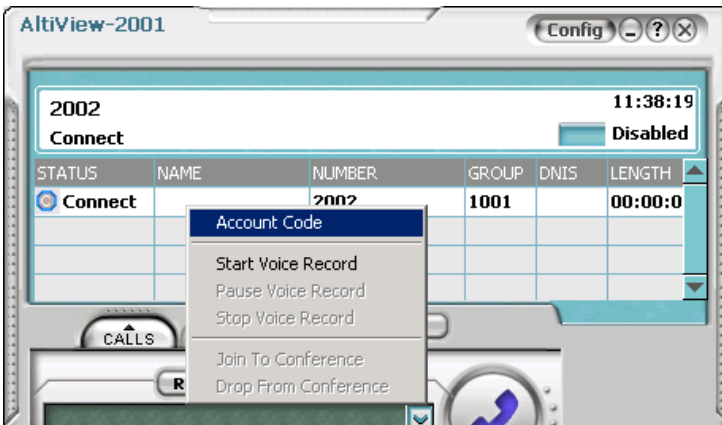 AltiView-2001
Config
?
2002
11:38:19
Connect
Disabled
STATUS NAME NUMBER GROUP DNIS LENGTH
Connect 2002 1001 00:00:0
Account Code
Start Voice Record
Pause Voice Record
Stop Voice Record
CALLS
Join To Conference
Drop From Conference
R